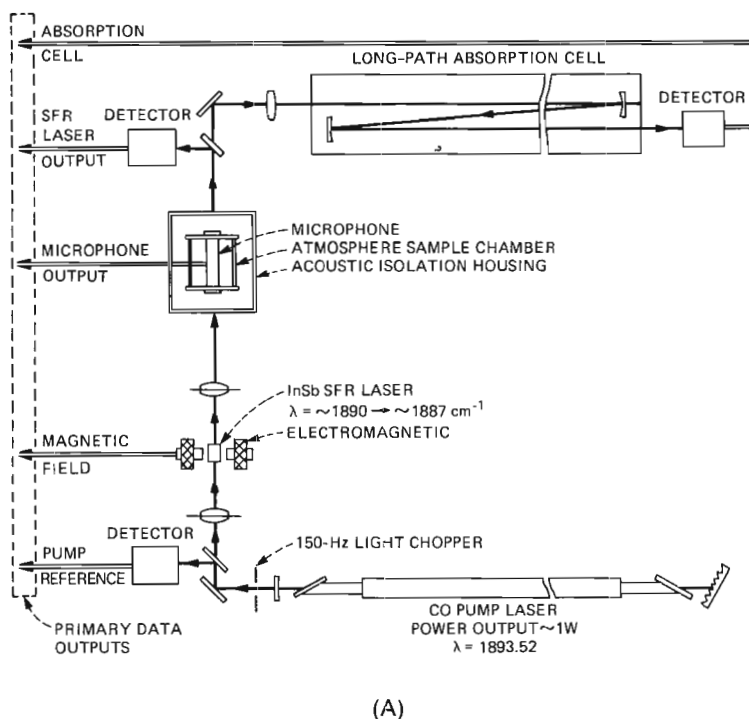 ABSORPTION
CELL
LONG-PATH ABSORPTION CELL
SFR
LASER
OUTPUT
DETECTOR
DETECTOR
MICROPHONE
OUTPUT
MICROPHONE
ATMOSPHERE SAMPLE CHAMBER
ACOUSTIC ISOLATION HOUSING
InSb SFR LASER
λ = ~1890 → ~1887 cm⁻¹
ELECTROMAGNETIC
MAGNETIC
FIELD
DETECTOR
150-Hz LIGHT CHOPPER
PUMP
REFERENCE
PRIMARY DATA
OUTPUTS
CO PUMP LASER
POWER OUTPUT~1W
λ = 1893.52
(A)